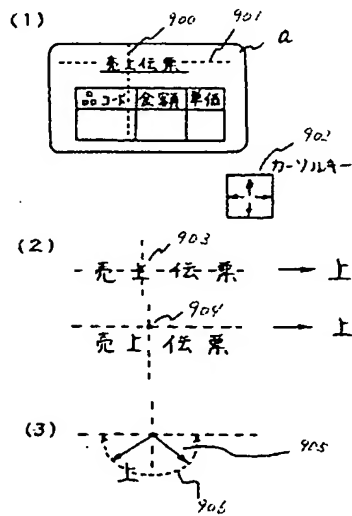 (1)
900
901
a
売上伝票
品コード 金額 単価
902
カーソルキー
(2)
903
売上伝票 → 上
904
売上伝票 → 上
(3)
905
上
906